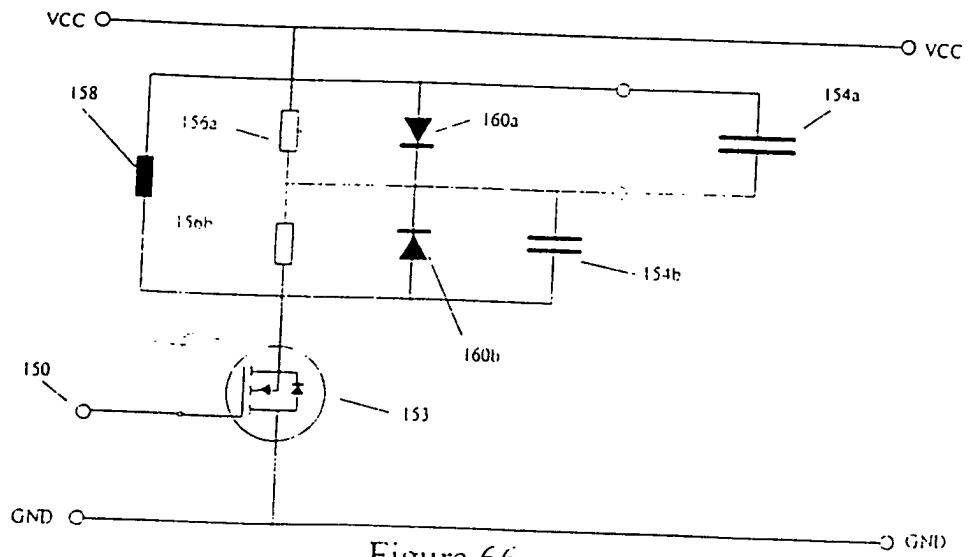 VCC
VCC
158
156a
160a
154a
156b
154b
160b
150
153
GND
GND
Figure 66